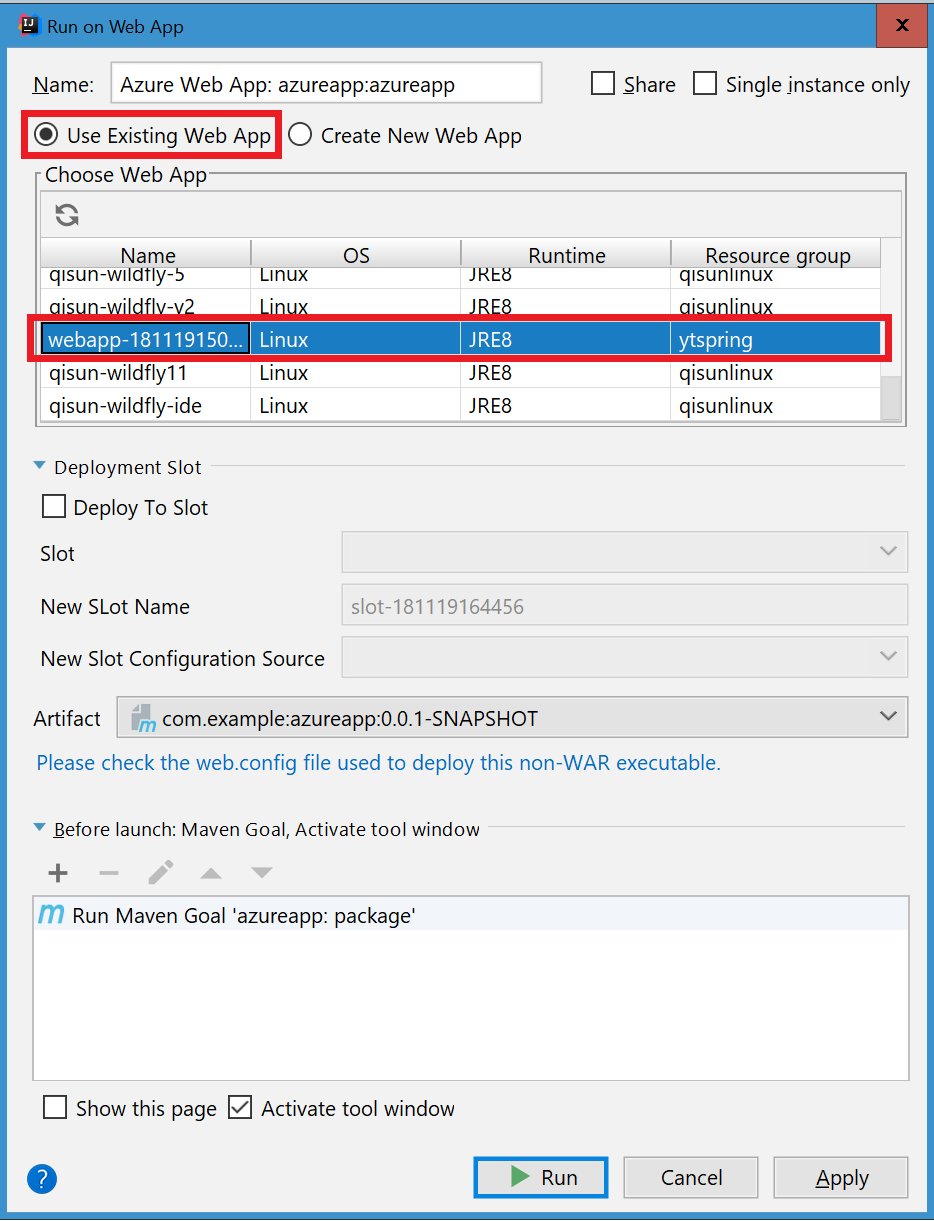 Run on Web App
Name: Azure Web App: azureapp:azureapp Share Single instance only
Use Existing Web App Create New Web App
Choose Web App
Name OS Runtime Resource group
qisun-wildfly-5 Linux JRE8 qisunlinux
qisun-wildfly-v2 Linux JRE8 qisunlinux
webapp-181119150... Linux JRE8 ytspring
qisun-wildfly11 Linux JRE8 qisunlinux
qisun-wildfly-ide Linux JRE8 qisunlinux
Deployment Slot
Deploy To Slot
Slot
New SLot Name slot-181119164456
New Slot Configuration Source
Artifact com.example:azureapp:0.0.1-SNAPSHOT
Please check the web.config file used to deploy this non-WAR executable.
Before launch: Maven Goal, Activate tool window
Run Maven Goal 'azureapp: package'
Show this page Activate tool window
? Run Cancel Apply